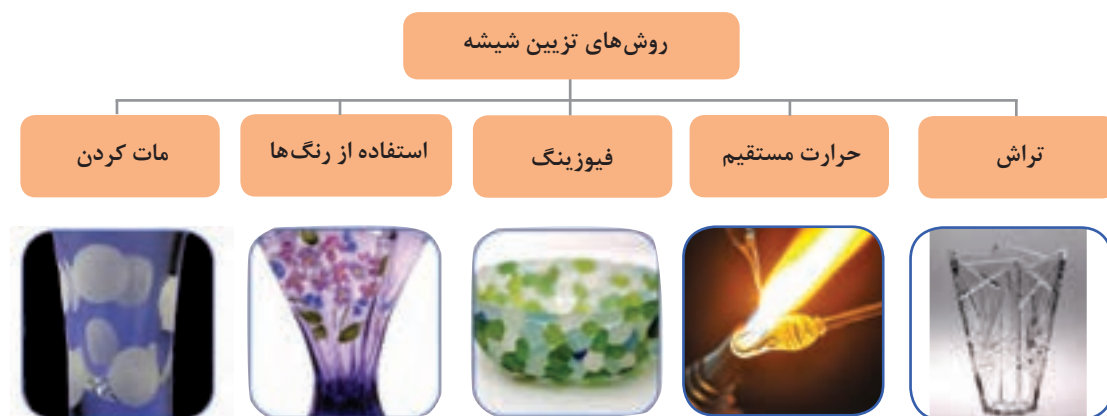 روش‌های تزیین شیشه
تراش
حرارت مستقیم
فیوزینگ
استفاده از رنگ‌ها
مات کردن